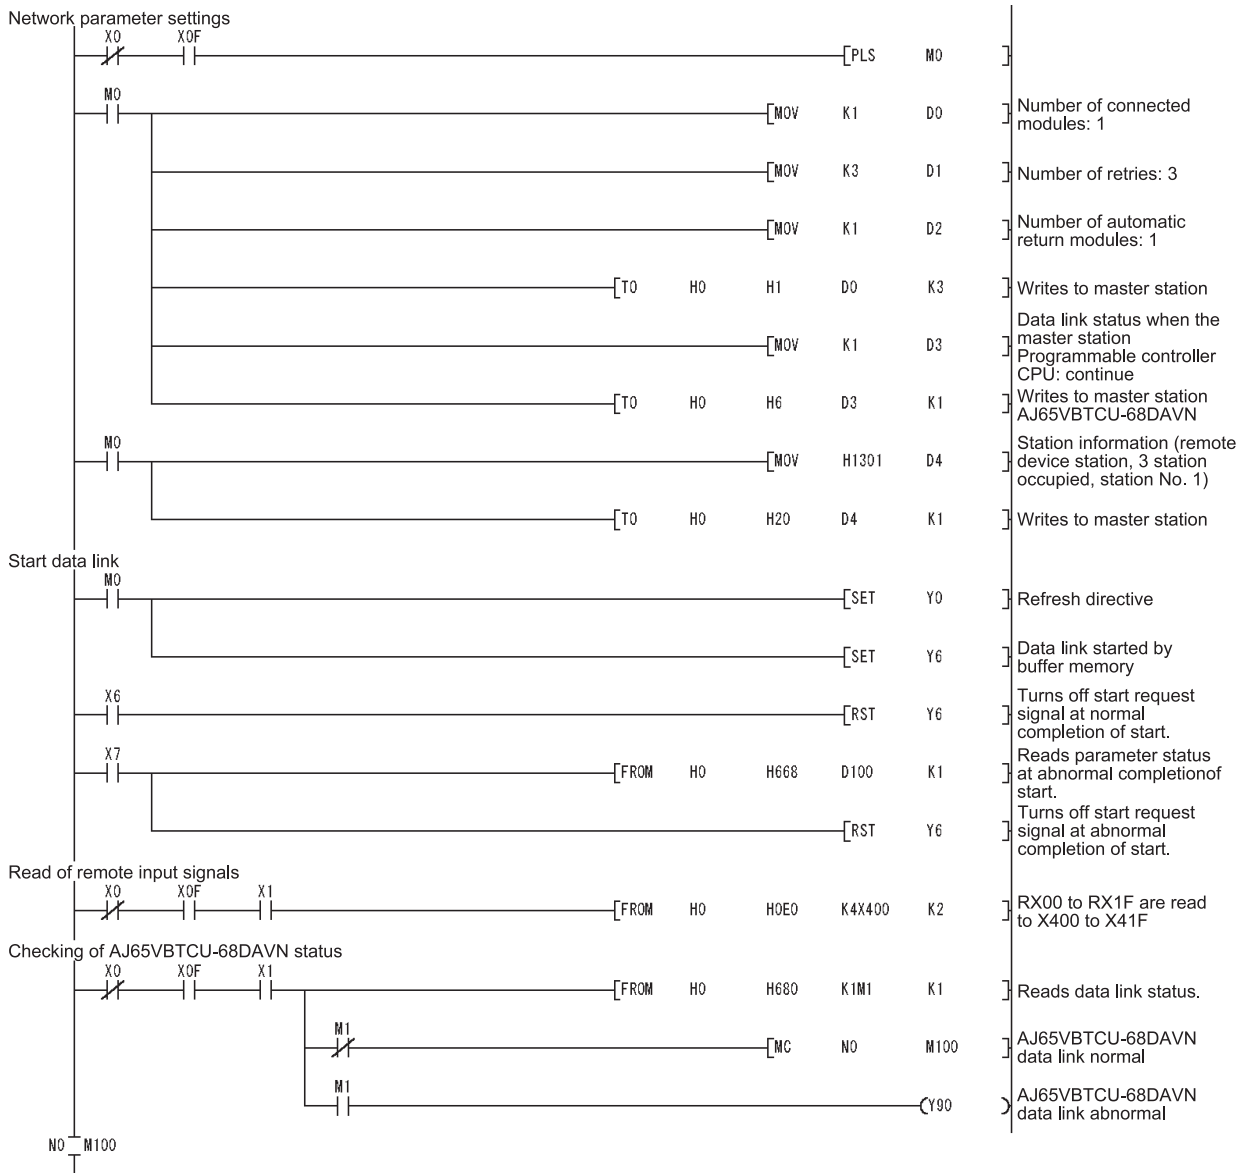 Network parameter settings
X0 X0F
PLS M0
M0
MOV K1 D0
Number of connected
modules: 1
MOV K3 D1
Number of retries: 3
MOV K1 D2
Number of automatic
return modules: 1
TO H0 H1 D0 K3
Writes to master station
MOV K1 D3
Data link status when the
master station
Programmable controller
CPU: continue
TO H0 H6 D3 K1
Writes to master station
AJ65VBTCU-68DAVN
M0
MOV H1301 D4
Station information (remote
device station, 3 station
occupied, station No. 1)
TO H0 H20 D4 K1
Writes to master station
Start data link
M0
SET Y0
Refresh directive
SET Y6
Data link started by
buffer memory
X6
RST Y6
Turns off start request
signal at normal
completion of start.
X7
FROM H0 H668 D100 K1
Reads parameter status
at abnormal completionof
start.
RST Y6
Turns off start request
signal at abnormal
completion of start.
Read of remote input signals
X0 X0F X1
FROM H0 H0E0 K4X400 K2
RX00 to RX1F are read
to X400 to X41F
Checking of AJ65VBTCU-68DAVN status
X0 X0F X1
FROM H0 H680 K1M1 K1
Reads data link status.
M1
MC N0 M100
AJ65VBTCU-68DAVN
data link normal
M1
Y90
AJ65VBTCU-68DAVN
data link abnormal
N0 M100